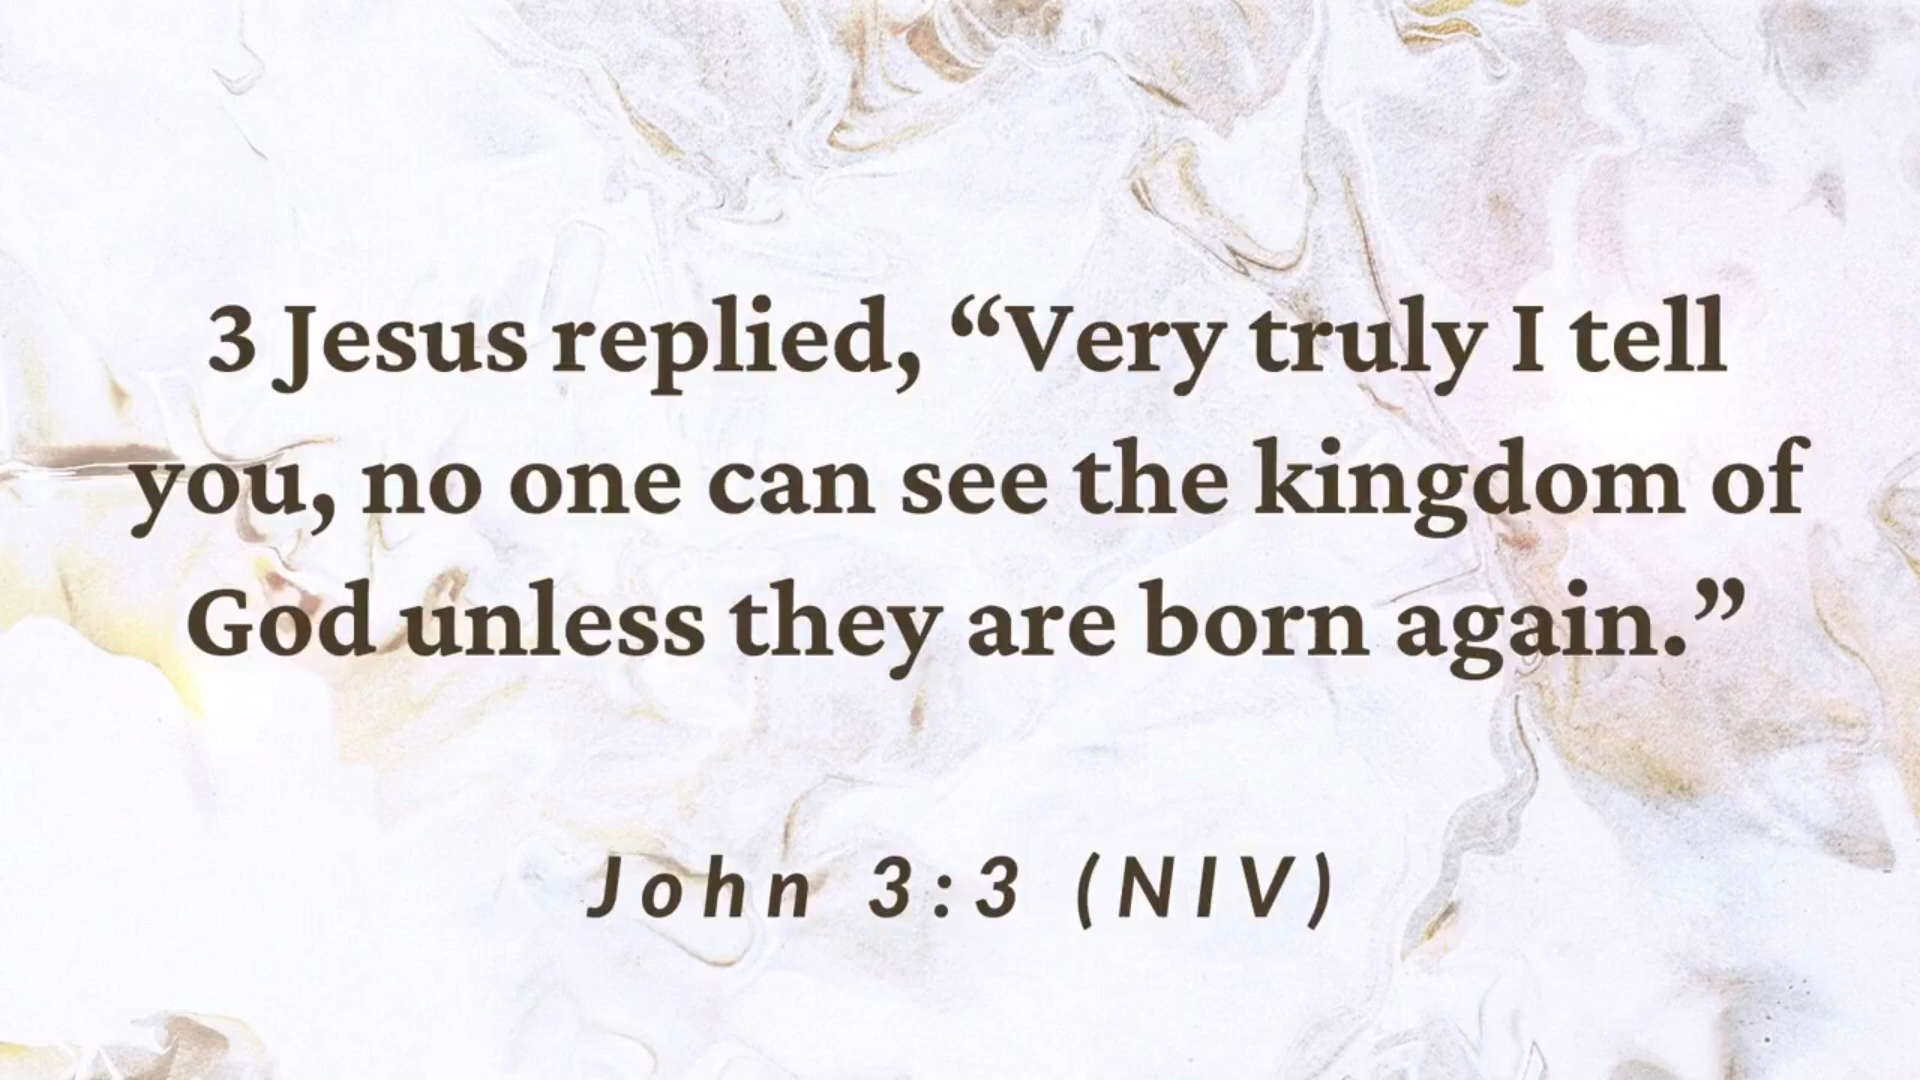 3 Jesus replied, “Very truly I tell
you, no one can see the kingdom of
God unless they are born again.”
John 3:3 (NIV)